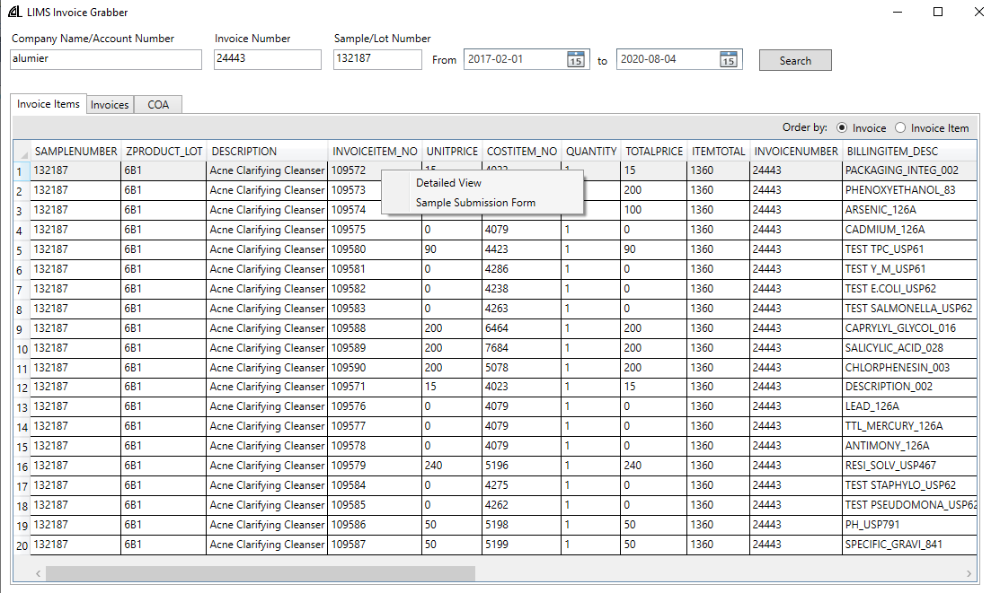 LIMS Invoice Grabber
Company Name/Account Number Invoice Number Sample/Lot Number
alumier 24443 132187 From 2017-02-01 15 to 2020-08-04 15 Search
Invoice Items Invoices COA
Order by: Invoice Invoice Item
SAMPLENUMBER ZPRODUCT_LOT DESCRIPTION INVOICEITEM_NO UNITPRICE COSTITEM_NO QUANTITY TOTALPRICE ITEMTOTAL INVOICENUMBER BILLINGITEM_DESC
1 132187 6B1 Acne Clarifying Cleanser 109572 15 4023 1 15 1360 24443 PACKAGING_INTEG_002
2 132187 6B1 Acne Clarifying Cleanser 109573 Detailed View 200 1360 24443 PHENOXYETHANOL_83
3 132187 6B1 Acne Clarifying Cleanser 109574 Sample Submission Form 100 1360 24443 ARSENIC_126A
4 132187 6B1 Acne Clarifying Cleanser 109575 0 4079 1 0 1360 24443 CADMIUM_126A
5 132187 6B1 Acne Clarifying Cleanser 109580 90 4423 1 90 1360 24443 TEST TPC_USP61
6 132187 6B1 Acne Clarifying Cleanser 109581 0 4286 1 0 1360 24443 TEST Y_M_USP61
7 132187 6B1 Acne Clarifying Cleanser 109582 0 4238 1 0 1360 24443 TEST E.COLI_USP62
8 132187 6B1 Acne Clarifying Cleanser 109583 0 4263 1 0 1360 24443 TEST SALMONELLA_USP62
9 132187 6B1 Acne Clarifying Cleanser 109588 200 6464 1 200 1360 24443 CAPRYLYL_GLYCOL_016
10 132187 6B1 Acne Clarifying Cleanser 109589 200 7684 1 200 1360 24443 SALICYLIC_ACID_028
11 132187 6B1 Acne Clarifying Cleanser 109590 200 5078 1 200 1360 24443 CHLORPHENESIN_003
12 132187 6B1 Acne Clarifying Cleanser 109571 15 4023 1 15 1360 24443 DESCRIPTION_002
13 132187 6B1 Acne Clarifying Cleanser 109576 0 4079 1 0 1360 24443 LEAD_126A
14 132187 6B1 Acne Clarifying Cleanser 109577 0 4079 1 0 1360 24443 TTL_MERCURY_126A
15 132187 6B1 Acne Clarifying Cleanser 109578 0 4079 1 0 1360 24443 ANTIMONY_126A
16 132187 6B1 Acne Clarifying Cleanser 109579 240 5196 1 240 1360 24443 RESI_SOLV_USP467
17 132187 6B1 Acne Clarifying Cleanser 109584 0 4275 1 0 1360 24443 TEST STAPHYLO_USP62
18 132187 6B1 Acne Clarifying Cleanser 109585 0 4262 1 0 1360 24443 TEST PSEUDOMONA_USP62
19 132187 6B1 Acne Clarifying Cleanser 109586 50 5198 1 50 1360 24443 PH_USP791
20 132187 6B1 Acne Clarifying Cleanser 109587 50 5199 1 50 1360 24443 SPECIFIC_GRAVI_841